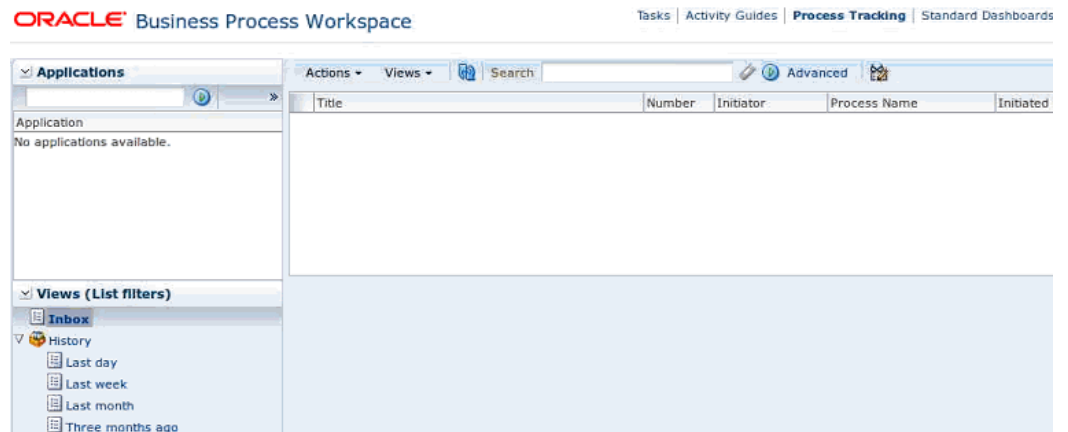 ORACLE Business Process Workspace
Tasks | Activity Guides | Process Tracking | Standard Dashboards
Applications
Actions Views Search Advanced
»
Title Number Initiator Process Name Initiated
Application
No applications available.
Views (List filters)
Inbox
History
Last day
Last week
Last month
Three months ago